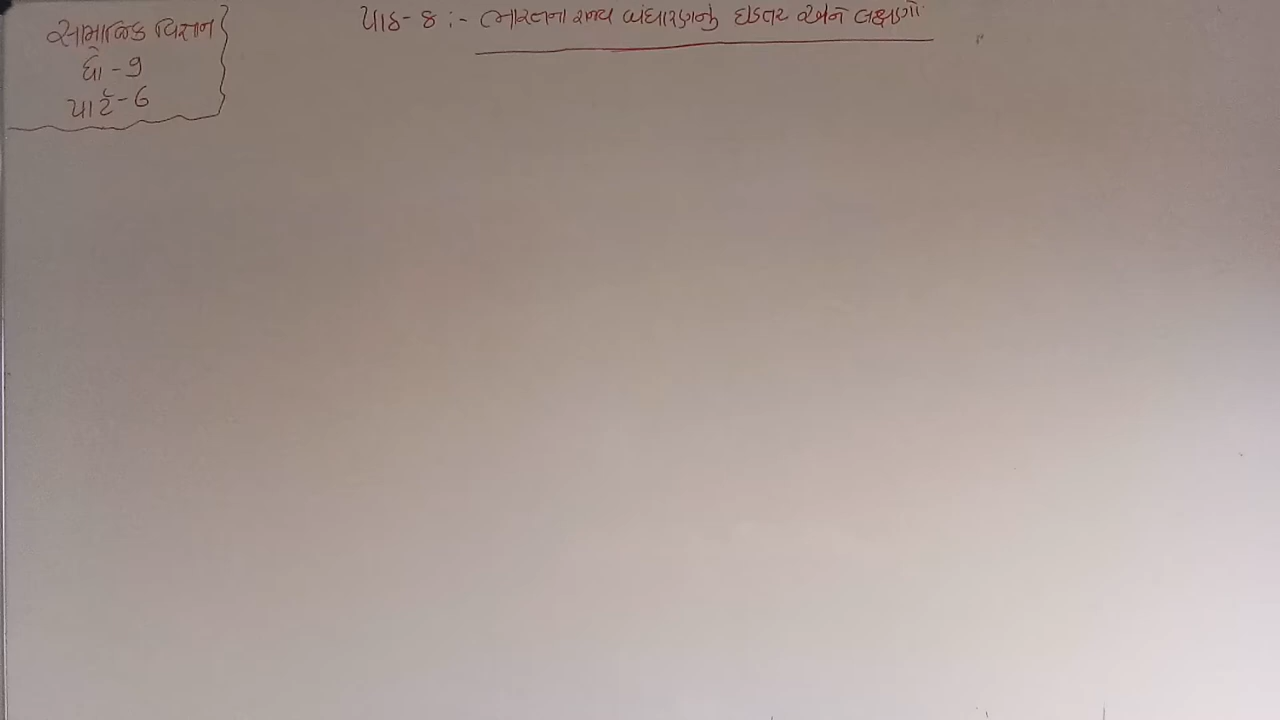 સામાજિક વિજ્ઞાન
ધો - 9
પાર્ટ - 6
પાઠ - 8 :- ભારતના રાજ્ય બંધારણનું ઘડતર અને લક્ષણો